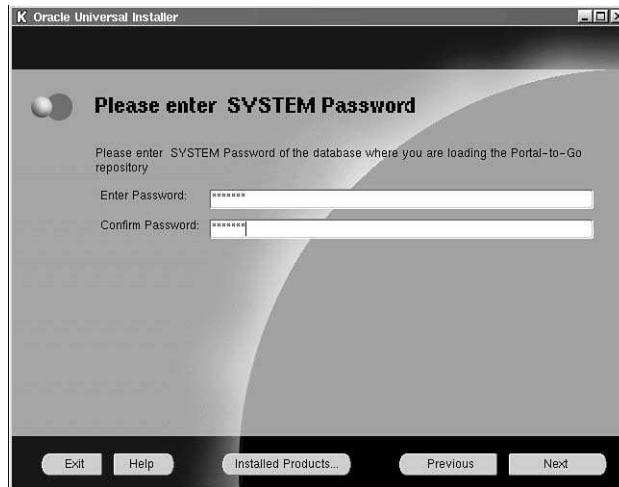 K Oracle Universal Installer
Please enter SYSTEM Password
Please enter SYSTEM Password of the database where you are loading the Portal-to-Go
repository
Enter Password: *******
Confirm Password: *******
Exit Help Installed Products... Previous Next